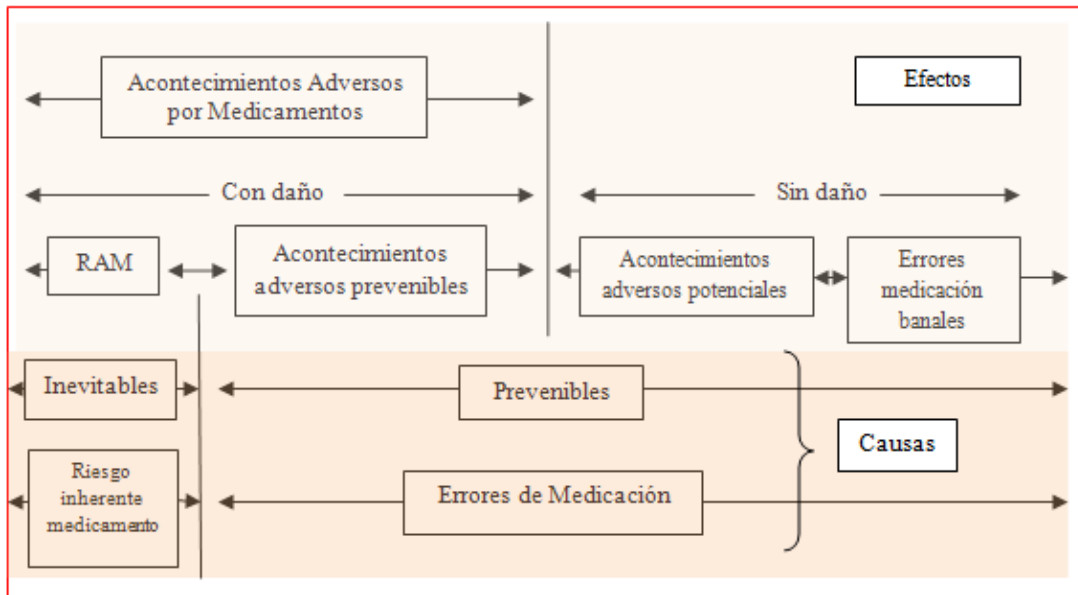 Acontecimientos Adversos
por Medicamentos
Efectos
Con daño
Sin daño
RAM
Acontecimientos
adversos prevenibles
Acontecimientos
adversos potenciales
Errores
medicación
banales
Inevitables
Prevenibles
Causas
Riesgo
inherente
medicamento
Errores de Medicación